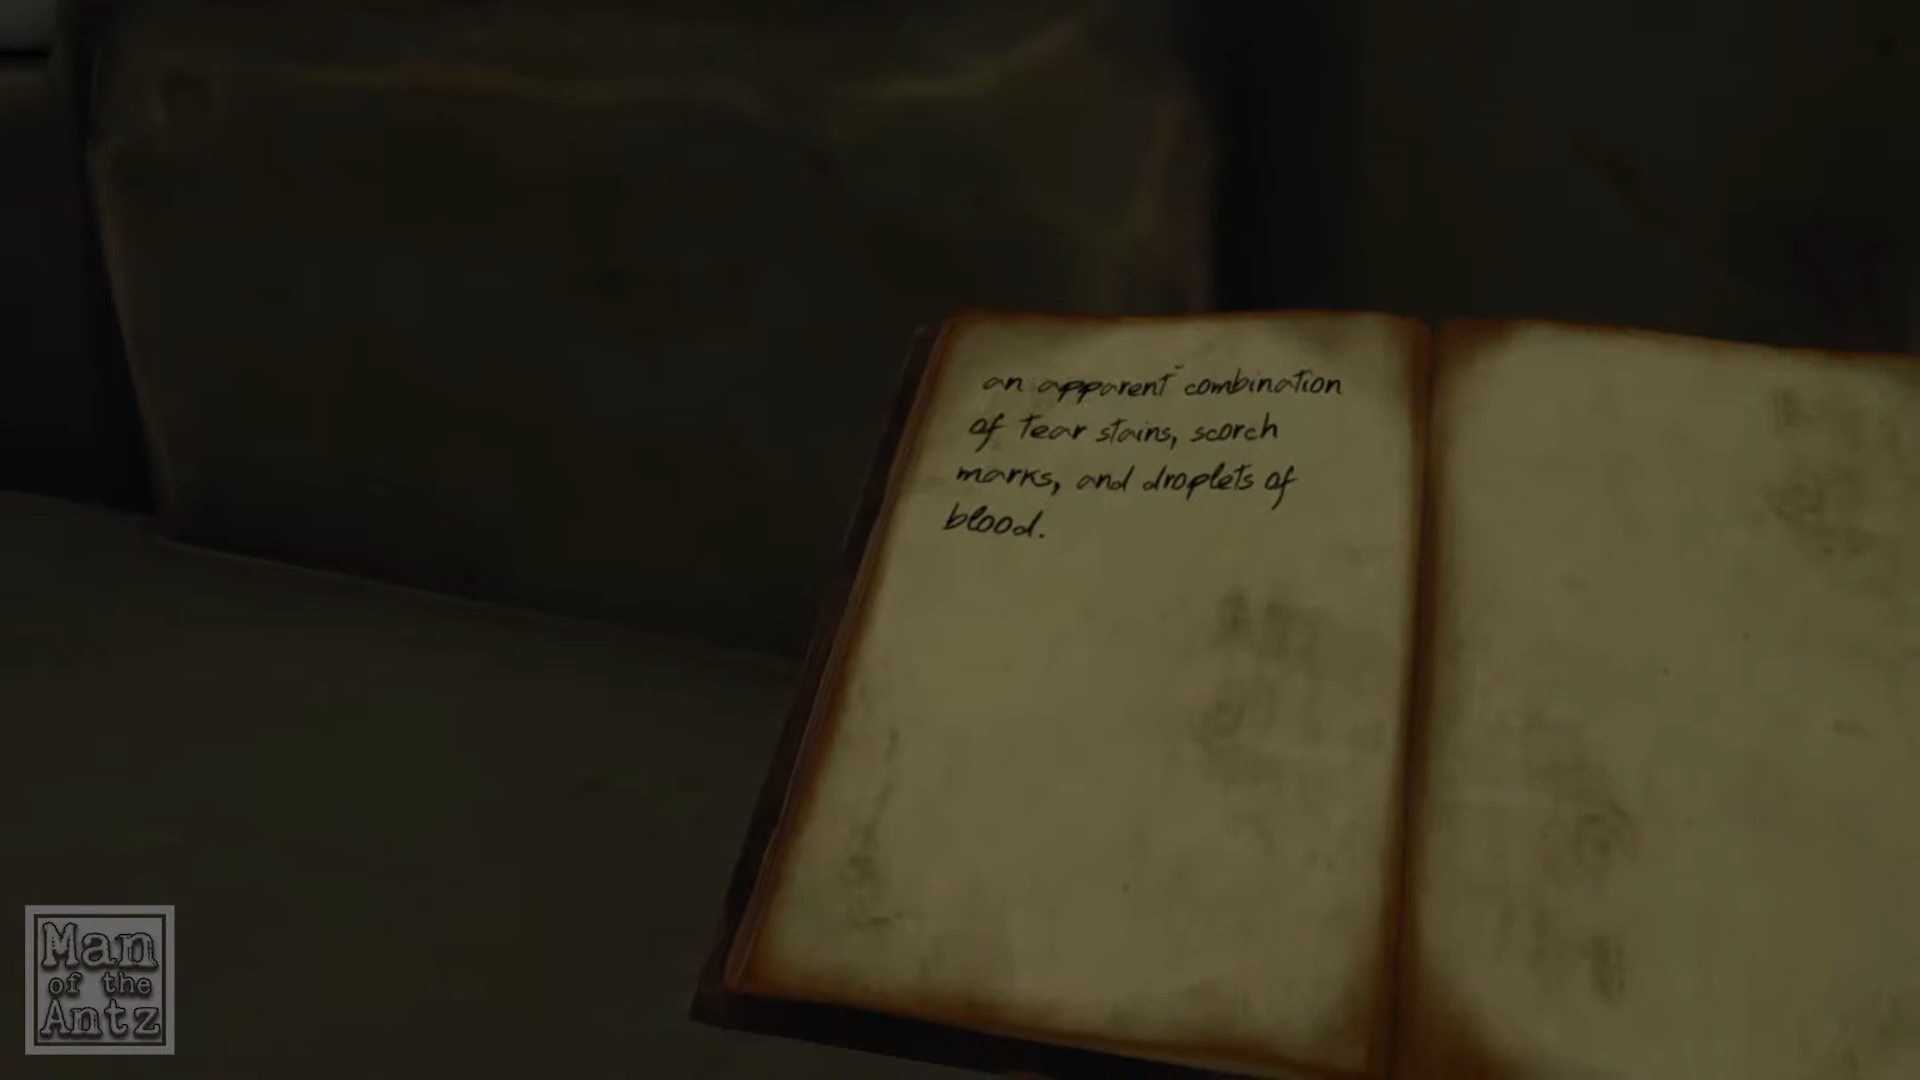 an apparent combination
of tear stains, scorch
marks, and droplets of
blood.
Man
of the
Antz